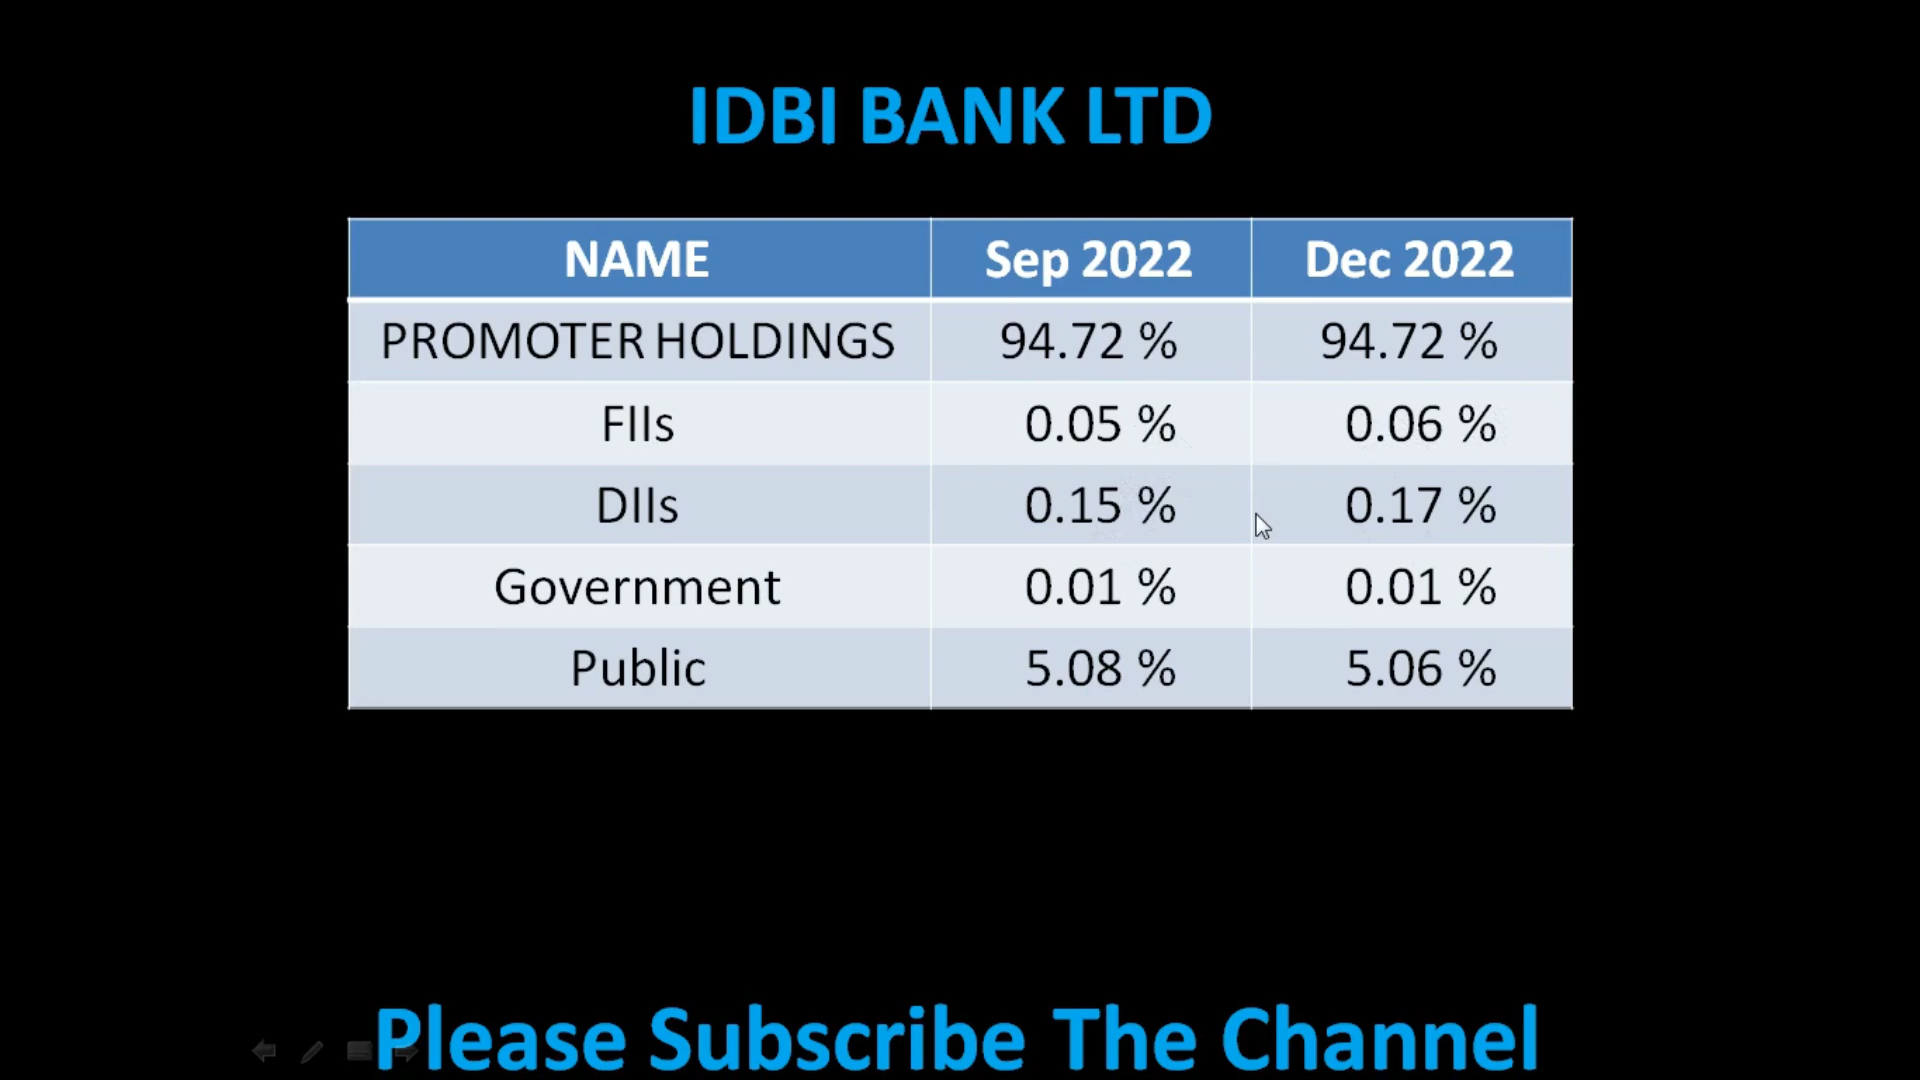 IDBI BANK LTD
NAME Sep 2022 Dec 2022
PROMOTER HOLDINGS 94.72 % 94.72 %
FIIs 0.05 % 0.06 %
DIIs 0.15 % 0.17 %
Government 0.01 % 0.01 %
Public 5.08 % 5.06 %
Please Subscribe The Channel